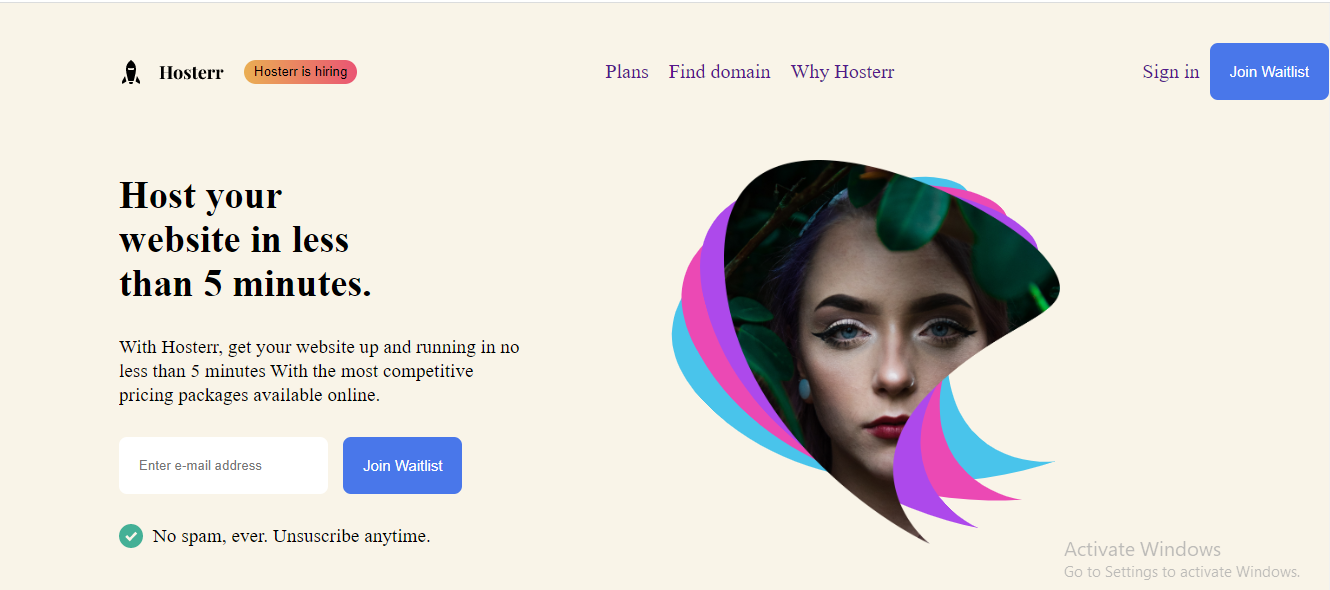 Hosterr Hosterr is hiring Plans Find domain Why Hosterr Sign in Join Waitlist
Host your
website in less
than 5 minutes.
With Hosterr, get your website up and running in no
less than 5 minutes With the most competitive
pricing packages available online.
Enter e-mail address Join Waitlist
No spam, ever. Unsuscribe anytime.
Activate Windows
Go to Settings to activate Windows.